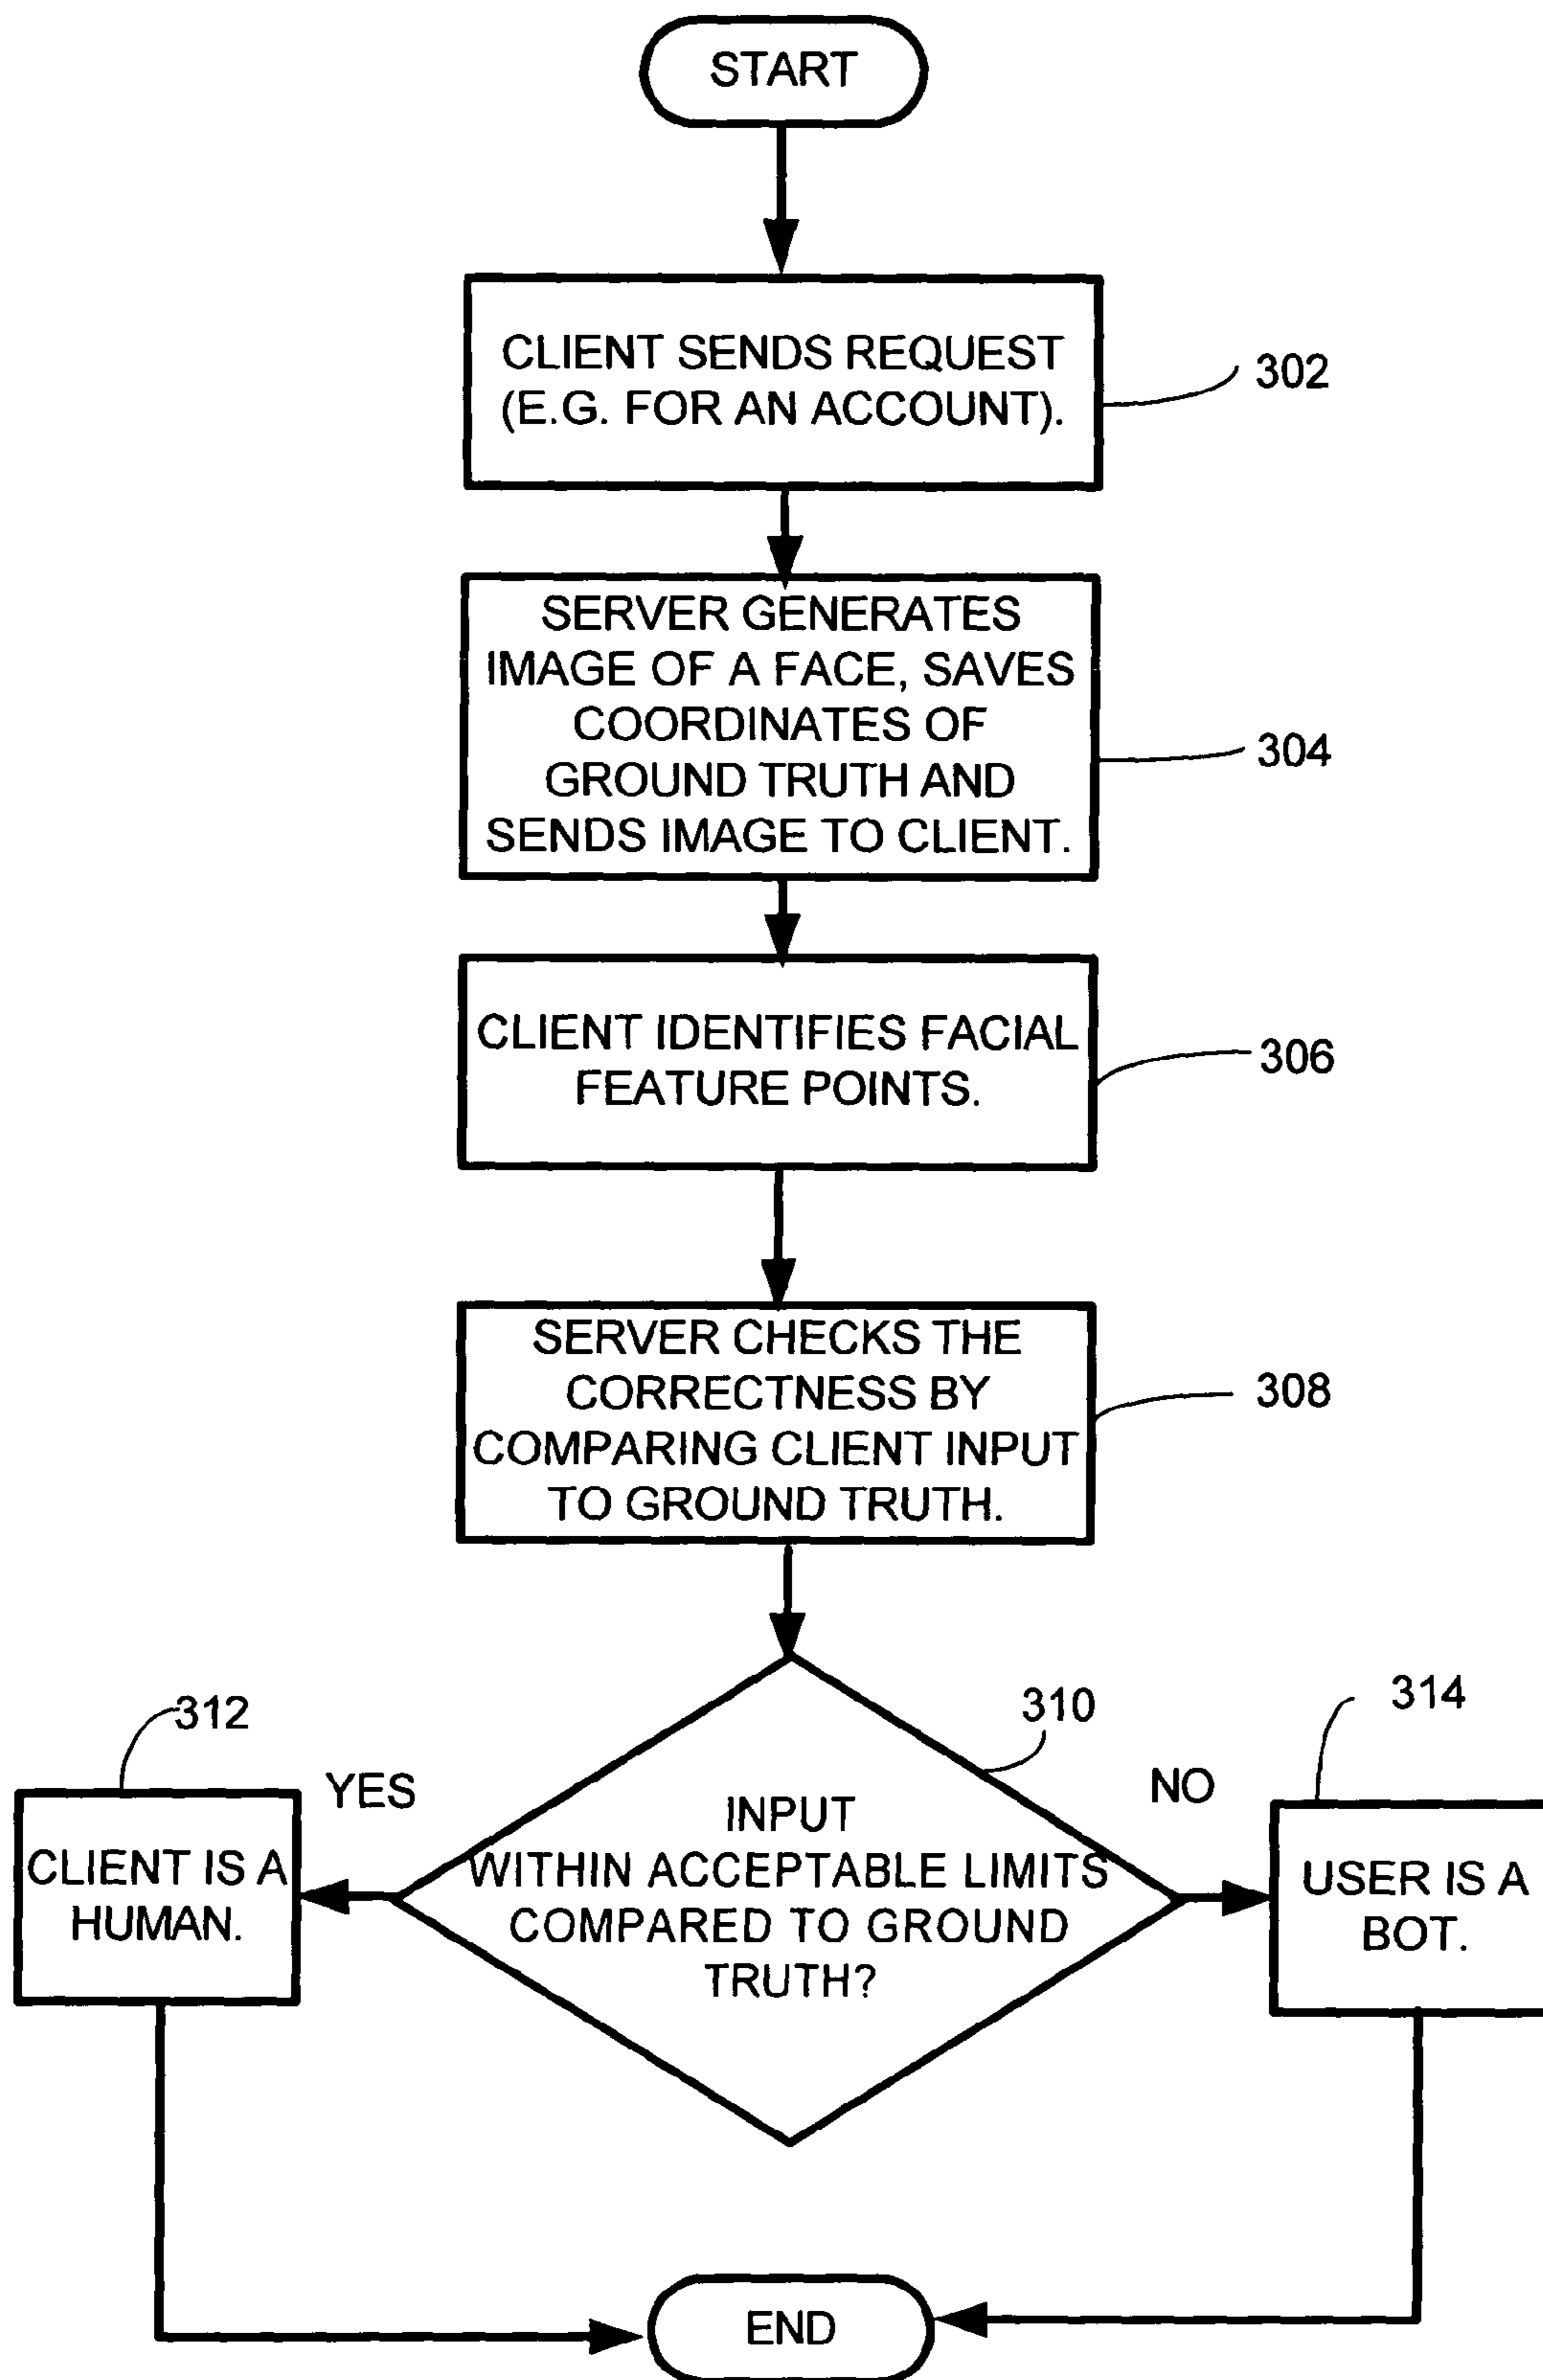 START
CLIENT SENDS REQUEST
(E.G. FOR AN ACCOUNT).
302
SERVER GENERATES
IMAGE OF A FACE, SAVES
COORDINATES OF
GROUND TRUTH AND
SENDS IMAGE TO CLIENT.
304
CLIENT IDENTIFIES FACIAL
FEATURE POINTS.
306
SERVER CHECKS THE
CORRECTNESS BY
COMPARING CLIENT INPUT
TO GROUND TRUTH.
308
312
310
314
YES
NO
CLIENT IS A
HUMAN.
INPUT
WITHIN ACCEPTABLE LIMITS
COMPARED TO GROUND
TRUTH?
USER IS A
BOT.
END